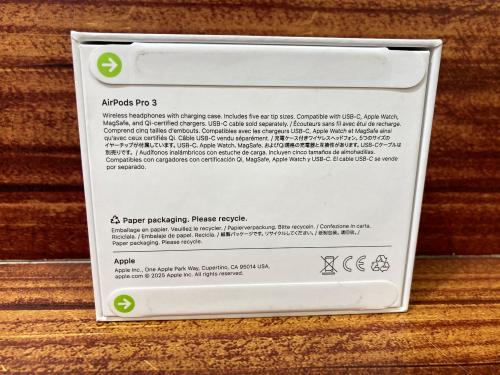 AirPods Pro 3
Wireless headphones with charging case. Includes five ear tip sizes. Compatible with USB-C, Apple Watch,
MagSafe, and Qi-certified chargers. USB-C cable sold separately. / Écouteurs sans fil avec étui de recharge.
Comprend cinq tailles d'embouts. Compatibles avec les chargeurs USB-C, Apple Watch et MagSafe ainsi
qu'avec ceux certifiés Qi. Câble USB-C vendu séparément. / 充電ケース付きワイヤレスヘッドフォン。5つのサイズの
イヤーチップが付属しています。USB-C、Apple Watch、MagSafe、およびQi規格の充電器と互換性があります。USB-Cケーブルは
別売りです。 / Audífonos inalámbricos con estuche de carga. Incluyen cinco tamaños de almohadillas.
Compatibles con cargadores con certificación Qi, MagSafe, Apple Watch y USB-C. El cable USB-C se vende
por separado.
Paper packaging. Please recycle.
Emballage en papier. Veuillez le recycler. / Papierverpackung. Bitte recyceln. / Confezione in carta.
Riciclala. / Embalaje de papel. Recicla. / 紙製パッケージです。リサイクルしてください。 / 纸制包装，请回收。/
Papper packaging. Please recycle.
Apple
Apple Inc., One Apple Park Way, Cupertino, CA 95014 USA.
apple.com © 2025 Apple Inc. All rights reserved.
CE